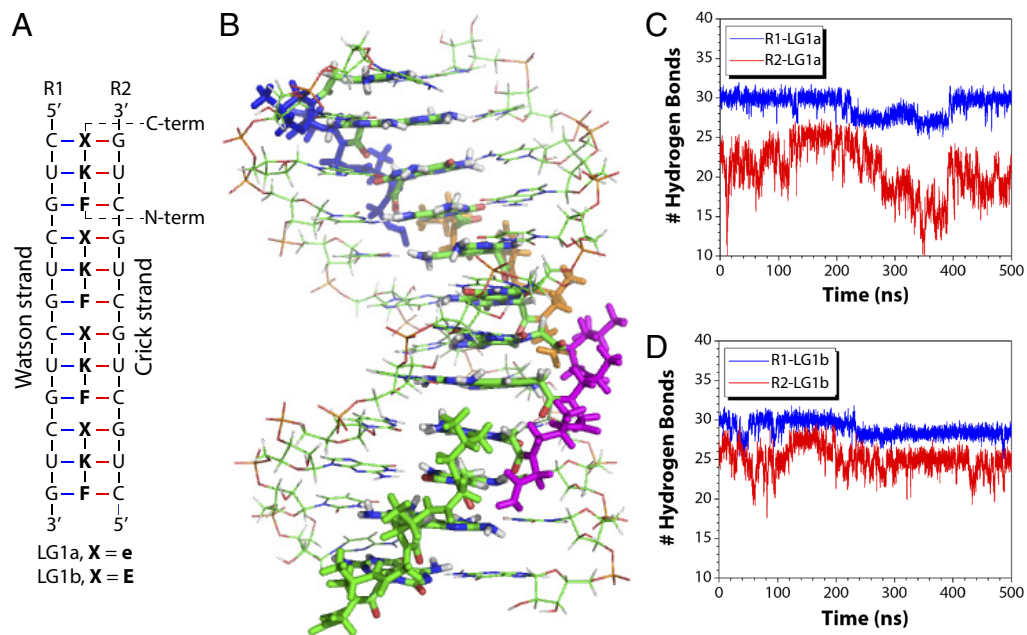 A
R1 R2
5′ 3′
C X G
C-term
U K U
G F C
N-term
C X G
U K U
G F C
C X G
U K U
G F C
C X G
U K U
G F C
3′ 5′
Watson strand
Crick strand
LG1a, X = e
LG1b, X = E
B
C
R1-LG1a
R2-LG1a
# Hydrogen Bonds
40
35
30
25
20
15
10
0 100 200 300 400 500
Time (ns)
D
R1-LG1b
R2-LG1b
# Hydrogen Bonds
40
35
30
25
20
15
10
0 100 200 300 400 500
Time (ns)